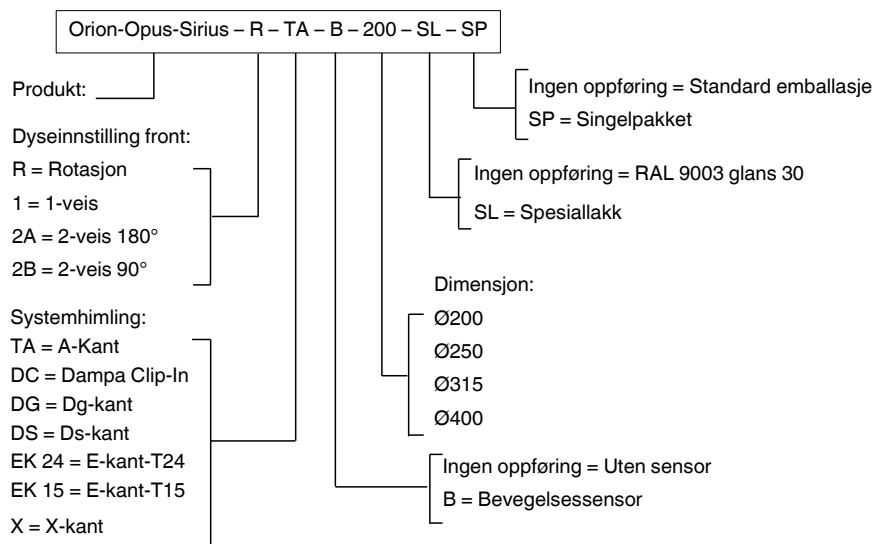 Orion-Opus-Sirius – R – TA – B – 200 – SL – SP
Produkt:
Dyseinnstilling front:
R = Rotasjon
1 = 1-veis
2A = 2-veis 180°
2B = 2-veis 90°
Systemhimling:
TA = A-Kant
DC = Dampa Clip-In
DG = Dg-kant
DS = Ds-kant
EK 24 = E-kant-T24
EK 15 = E-kant-T15
X = X-kant
Ingen oppføring = Standard emballasje
SP = Singelpakket
Ingen oppføring = RAL 9003 glans 30
SL = Spesiallakk
Dimensjon:
Ø200
Ø250
Ø315
Ø400
Ingen oppføring = Uten sensor
B = Bevegelsessensor